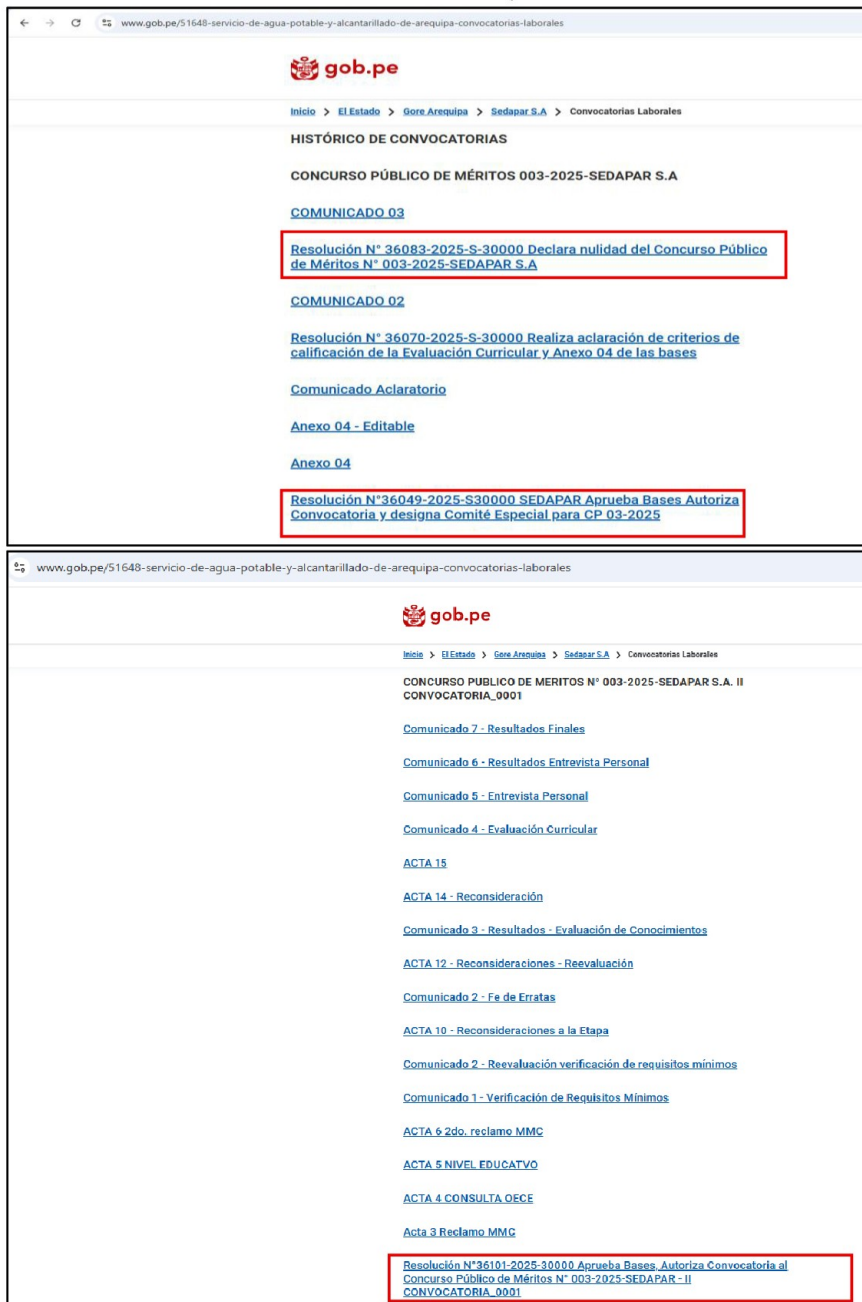 www.gob.pe/51648-servicio-de-agua-potable-y-alcantarillado-de-arequipa-convocatorias-laborales
gob.pe
Inicio > El Estado > Gore Arequipa > Sedapar S.A > Convocatorias Laborales
HISTÓRICO DE CONVOCATORIAS
CONCURSO PÚBLICO DE MÉRITOS 003-2025-SEDAPAR S.A
COMUNICADO 03
Resolución N° 36083-2025-S-30000 Declara nulidad del Concurso Público
de Méritos N° 003-2025-SEDAPAR S.A
COMUNICADO 02
Resolución N° 36070-2025-S-30000 Realiza aclaración de criterios de
calificación de la Evaluación Curricular y Anexo 04 de las bases
Comunicado Aclaratorio
Anexo 04 - Editable
Anexo 04
Resolución N°36049-2025-S30000 SEDAPAR Aprueba Bases Autoriza
Convocatoria y designa Comité Especial para CP 03-2025
www.gob.pe/51648-servicio-de-agua-potable-y-alcantarillado-de-arequipa-convocatorias-laborales
gob.pe
Inicio > El Estado > Gore Arequipa > Sedapar S.A > Convocatorias Laborales
CONCURSO PUBLICO DE MERITOS N° 003-2025-SEDAPAR S.A. II
CONVOCATORIA_0001
Comunicado 7 - Resultados Finales
Comunicado 6 - Resultados Entrevista Personal
Comunicado 5 - Entrevista Personal
Comunicado 4 - Evaluación Curricular
ACTA 15
ACTA 14 - Reconsideración
Comunicado 3 - Resultados - Evaluación de Conocimientos
ACTA 12 - Reconsideraciones - Reevaluación
Comunicado 2 - Fe de Erratas
ACTA 10 - Reconsideraciones a la Etapa
Comunicado 2 - Reevaluación verificación de requisitos mínimos
Comunicado 1 - Verificación de Requisitos Mínimos
ACTA 6 2do. reclamo MMC
ACTA 5 NIVEL EDUCATVO
ACTA 4 CONSULTA OECE
Acta 3 Reclamo MMC
Resolución N°36101-2025-30000 Aprueba Bases, Autoriza Convocatoria al
Concurso Público de Méritos N° 003-2025-SEDAPAR - II
CONVOCATORIA_0001